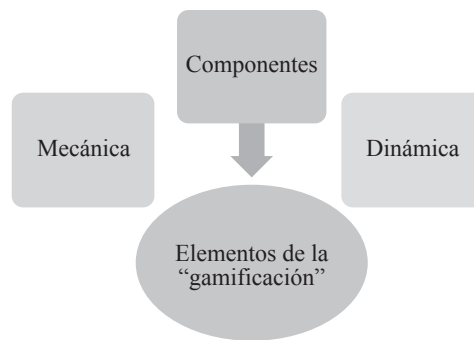 Componentes
Mecánica
Dinámica
Elementos de la
“gamificación”